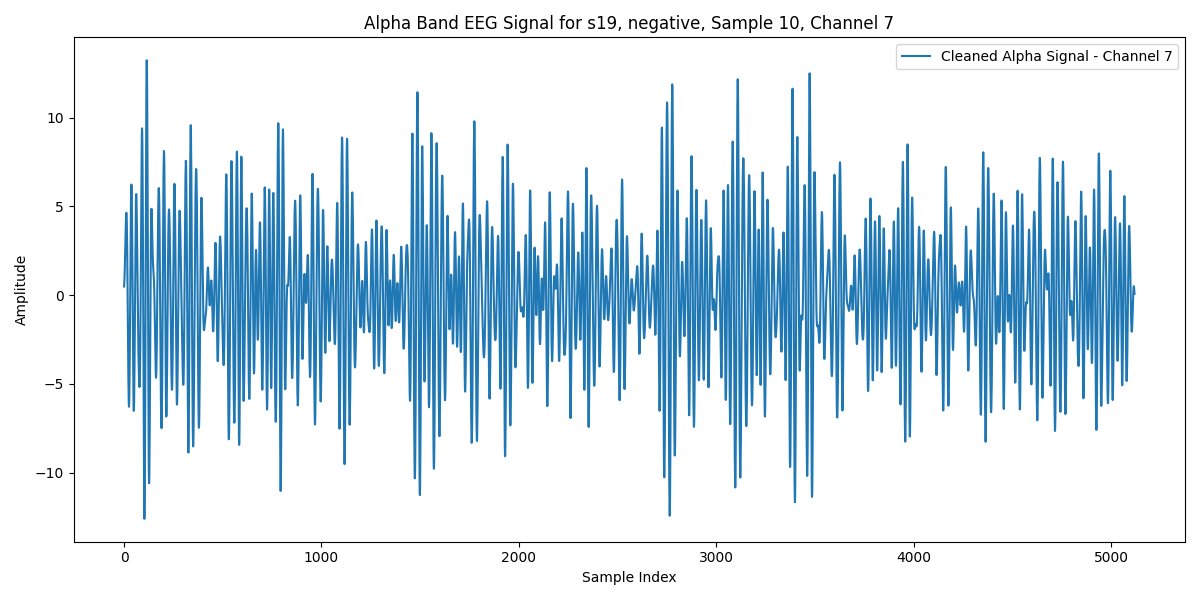 Alpha Band EEG Signal for s19, negative, Sample 10, Channel 7
Cleaned Alpha Signal - Channel 7
Amplitude
10
5
0
−5
−10
0 1000 2000 3000 4000 5000
Sample Index